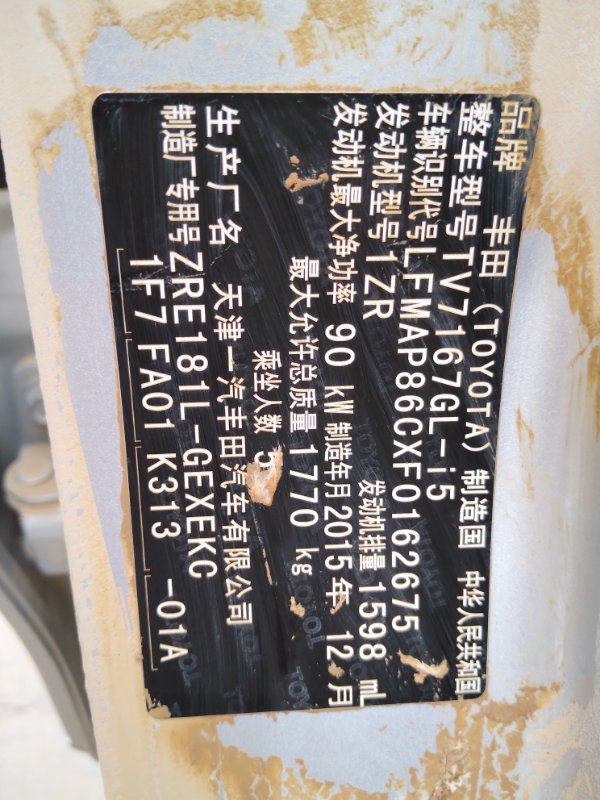 品牌 丰田 (TOYOTA) 制造国 中华人民共和国
整车型号 TV7167GL-i5
车辆识别代号 LFMAP86CXF0162675
发动机型号 1ZR 发动机排量 1598 mL
发动机最大净功率 90 kW 制造年月 2015年 12月
最大允许总质量 1770 kg
乘坐人数 5
生产厂名 天津一汽丰田汽车有限公司
制造厂专用号 ZRE181L-GEXEKC
1F7 FA01 K313 -01A